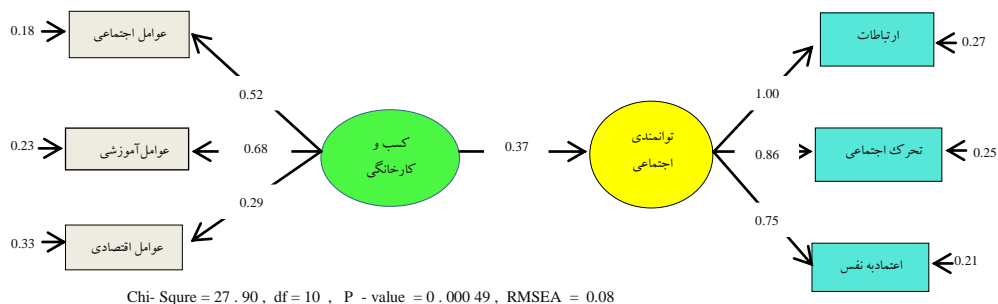 0.18
عوامل اجتماعی
0.52
0.23
عوامل آموزشی
0.68
0.33
عوامل اقتصادی
0.29
کسب و
کارخانگی
0.37
توانمندی
اجتماعی
1.00
ارتباطات
0.27
0.86
تحرک اجتماعی
0.25
0.75
اعتمادبه نفس
0.21
Chi- Squre = 27 . 90 , df = 10 , P - value = 0 . 000 49 , RMSEA = 0.08